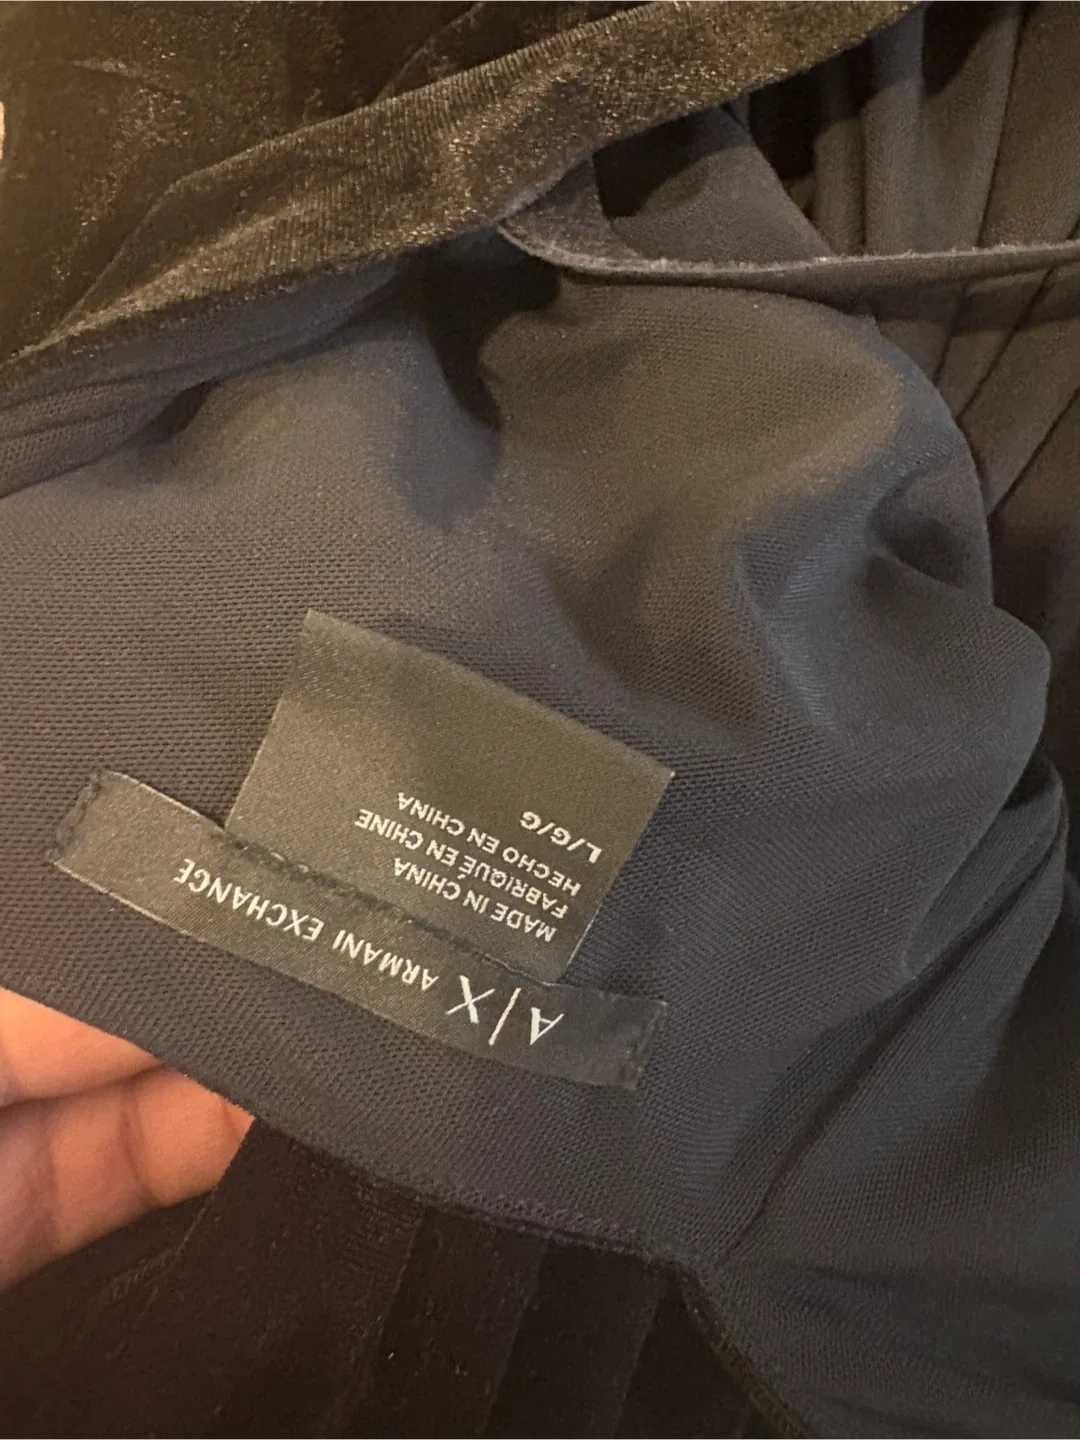 A|X ARMANI EXCHANGE
MADE IN CHINA
FABRIQUÉ EN CHINE
HECHO EN CHINA
L/G/G